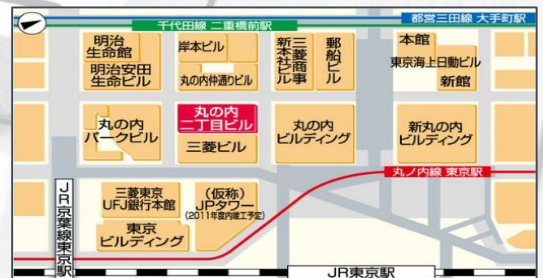 都営三田線 大手町駅
千代田線 二重橋前駅
明治
生命館
明治安田
生命ビル
岸本ビル
丸の内仲通りビル
三菱商事
新本社ビル
郵船ビル
本館
東京海上日動ビル
新館
丸の内
パークビル
丸の内
二丁目ビル
三菱ビル
丸の内
ビルディング
新丸の内
ビルディング
丸ノ内線 東京駅
JR京葉線東京駅
三菱東京
UFJ銀行本館
東京
ビルディング
(仮称)
JPタワー
(2011年度内竣工予定)
JR東京駅